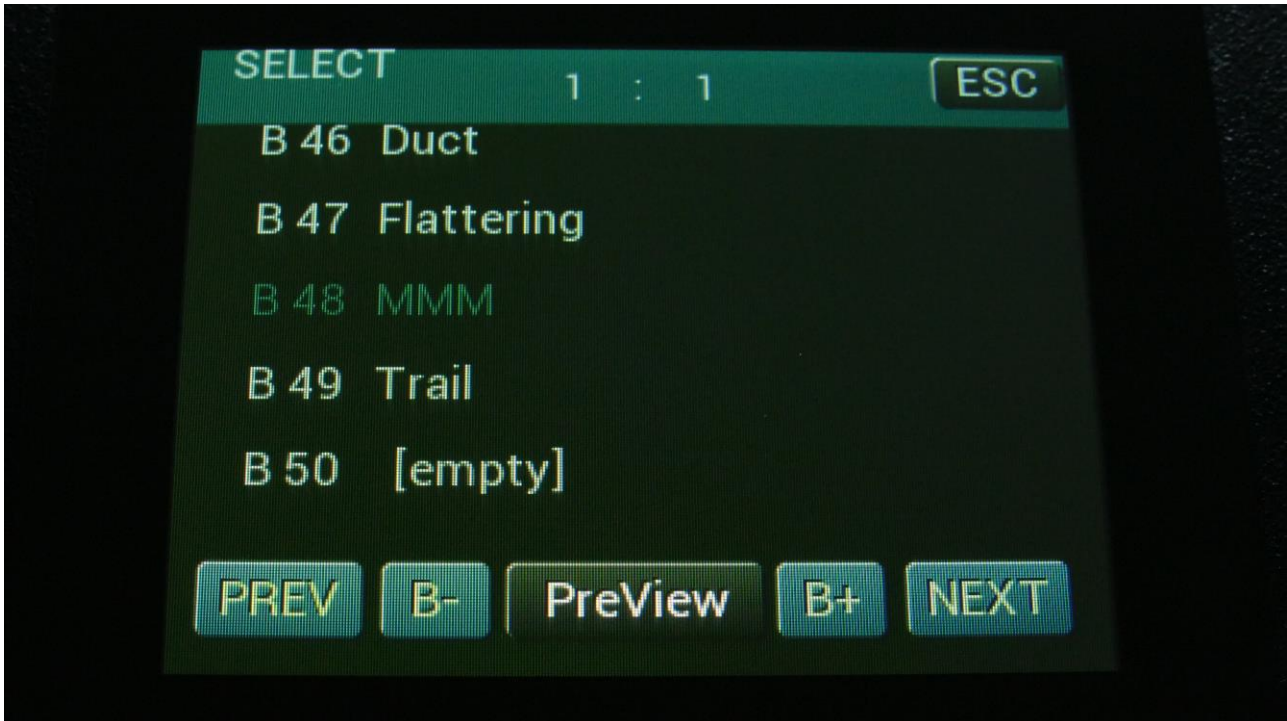 SELECT 1 : 1 ESC
B 46 Duct
B 47 Flattering
B 48 MMM
B 49 Trail
B 50 [empty]
PREV B- PreView B+ NEXT